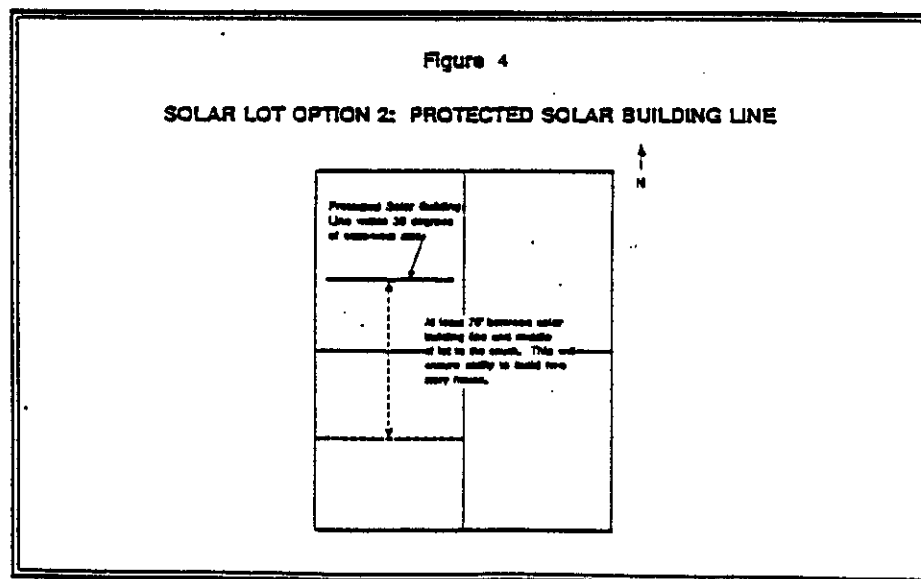 Figure 4
SOLAR LOT OPTION 2: PROTECTED SOLAR BUILDING LINE
N
Protected Solar Building
Line within 30 degrees
of east-west axis
At least 70' between solar
building line and middle
of lot to the south. This will
ensure ability to build two
story house.